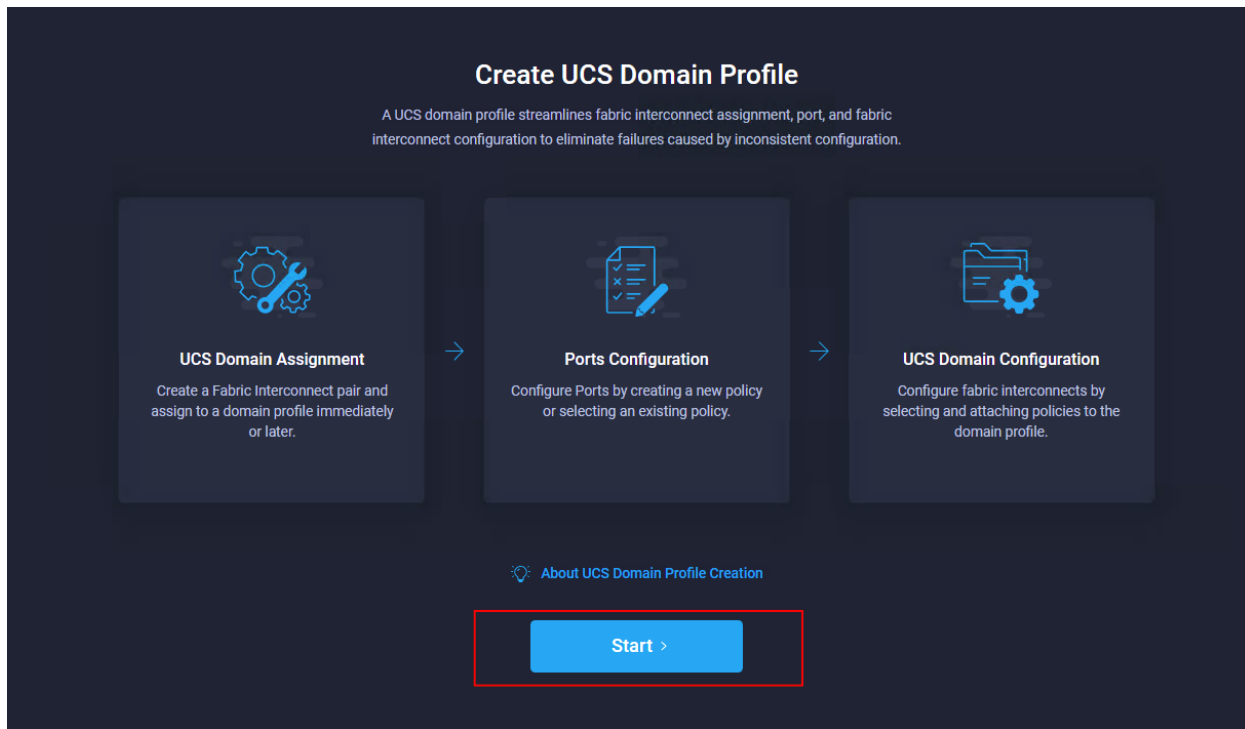 Create UCS Domain Profile
A UCS domain profile streamlines fabric interconnect assignment, port, and fabric
interconnect configuration to eliminate failures caused by inconsistent configuration.
UCS Domain Assignment
Create a Fabric Interconnect pair and
assign to a domain profile immediately
or later.
Ports Configuration
Configure Ports by creating a new policy
or selecting an existing policy.
UCS Domain Configuration
Configure fabric interconnects by
selecting and attaching policies to the
domain profile.
About UCS Domain Profile Creation
Start